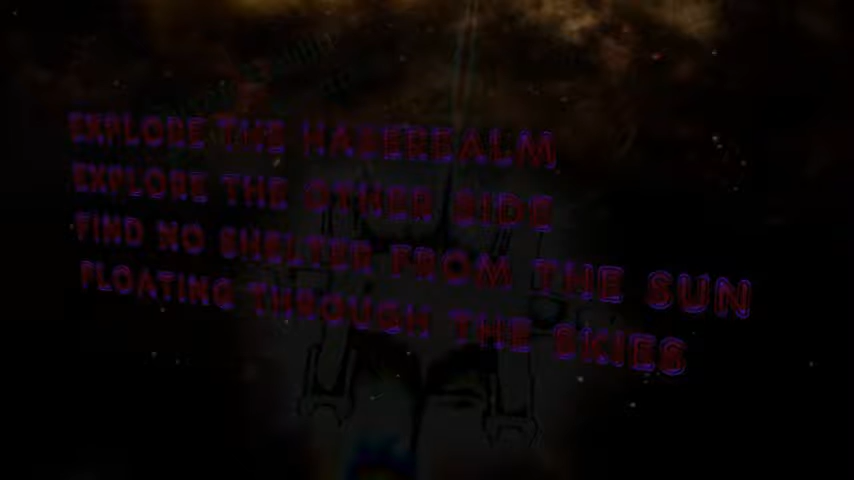 EXPLORE THE HAZEREALM
EXPLORE THE OTHER SIDE
FIND NO SHELTER FROM THE SUN
FLOATING THROUGH THE SKIES